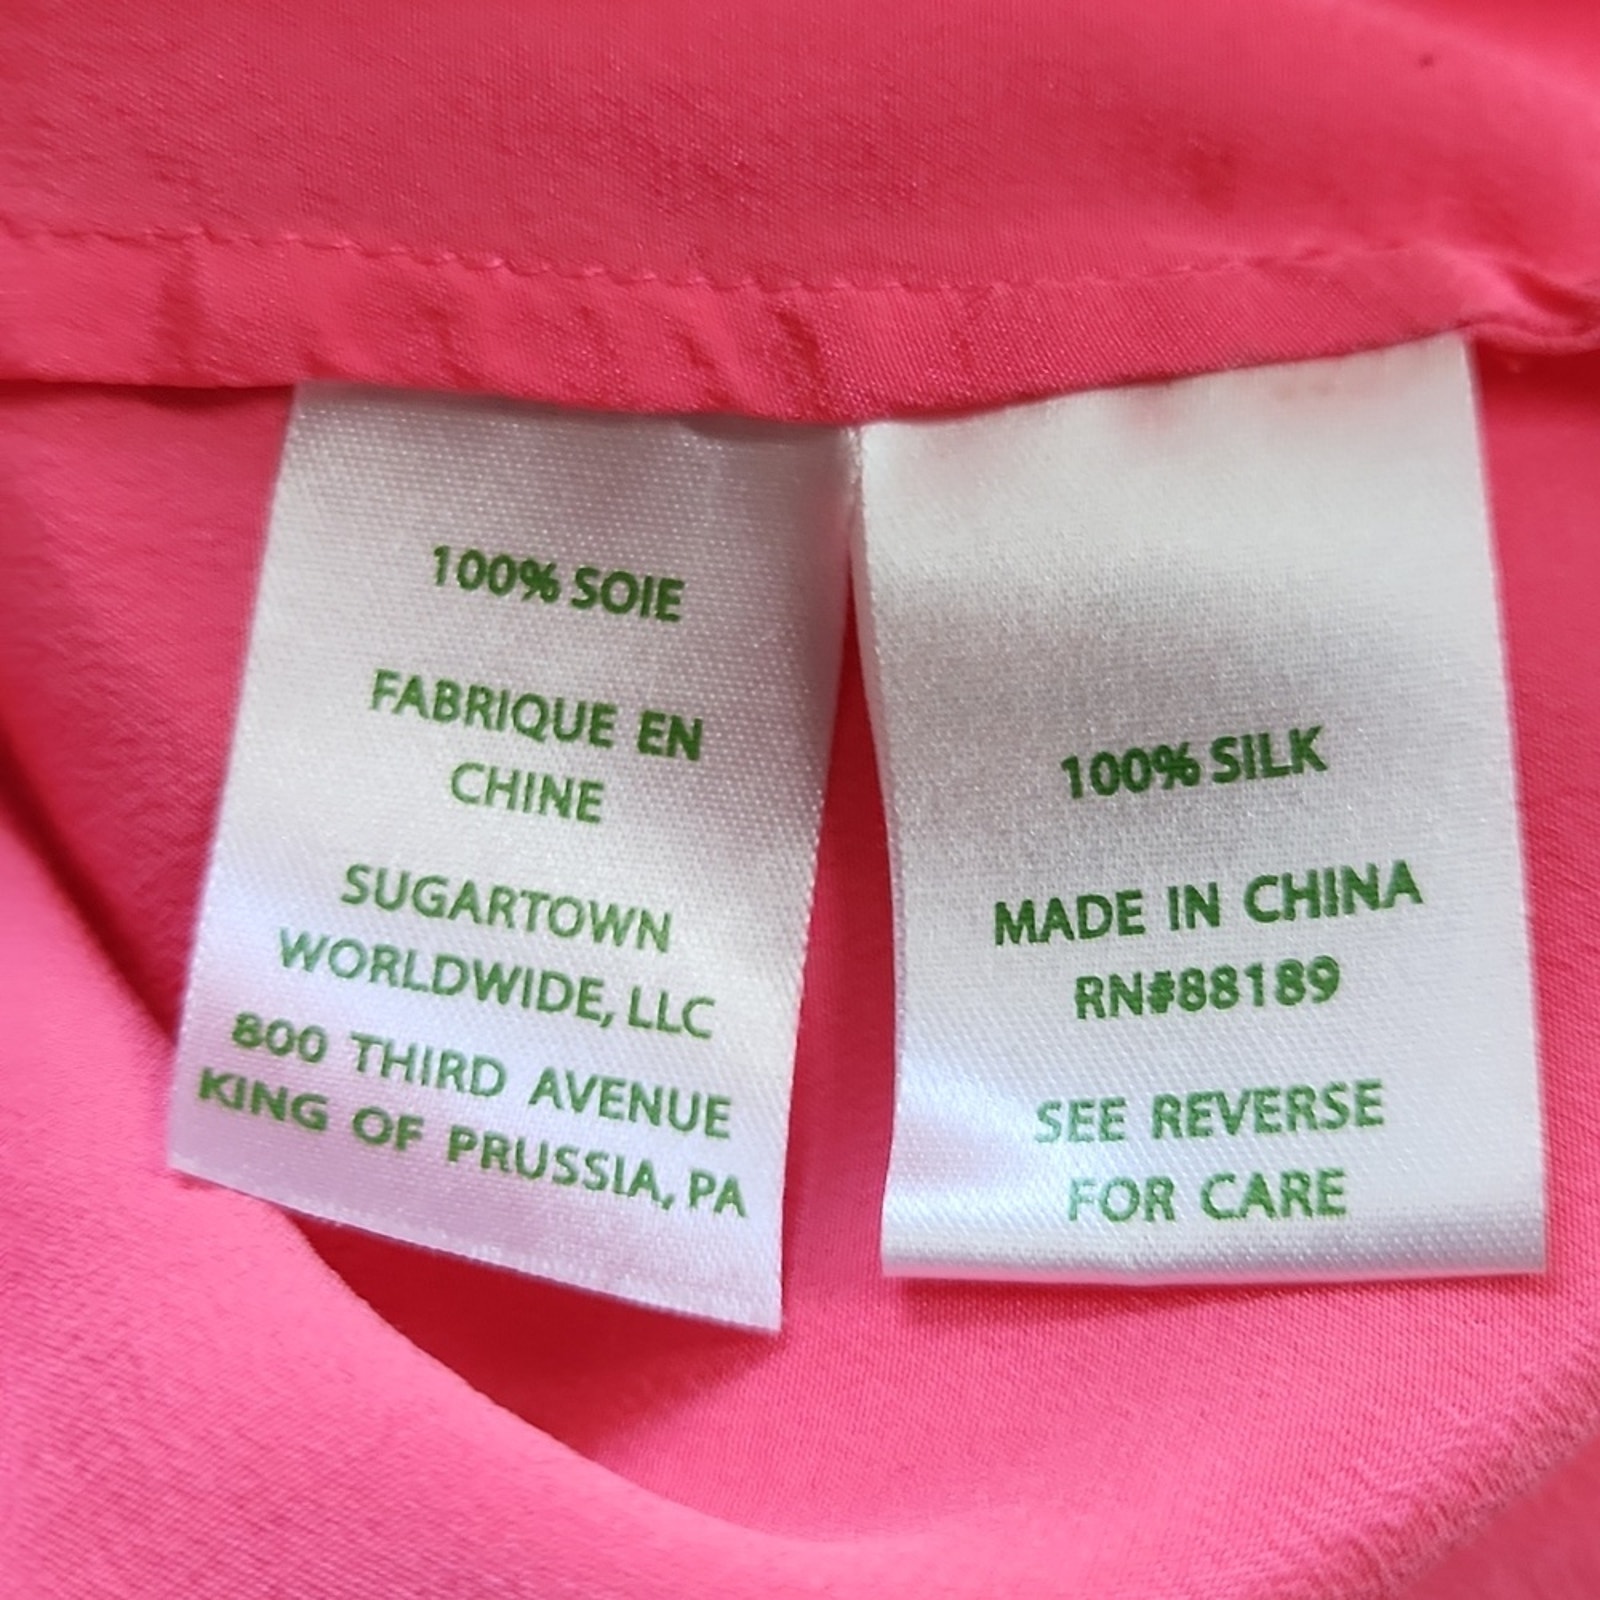 100% SOIE
FABRIQUE EN
CHINE
SUGARTOWN
WORLDWIDE, LLC
800 THIRD AVENUE
KING OF PRUSSIA, PA
100% SILK
MADE IN CHINA
RN#88189
SEE REVERSE
FOR CARE